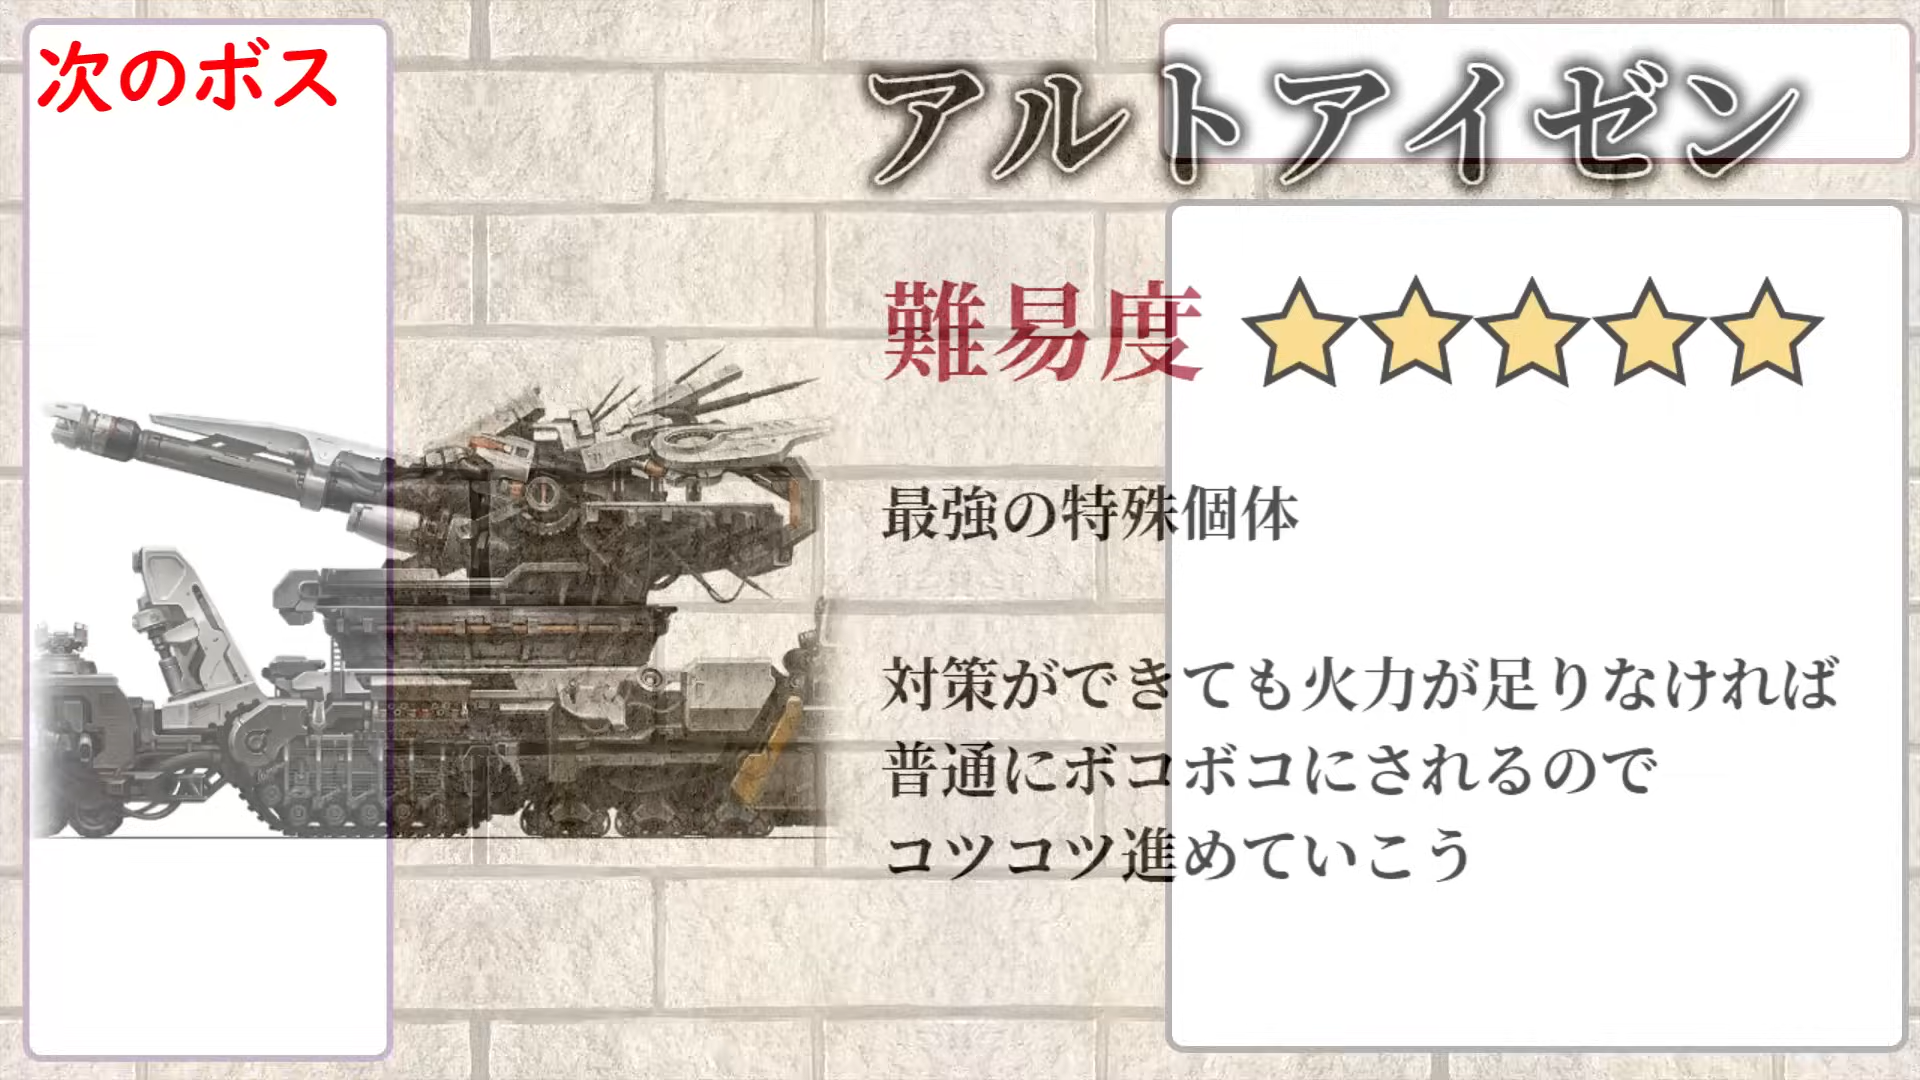 次のボス
アルトアイゼン
難易度
最強の特殊個体
対策ができても火力が足りなければ
普通にボコボコにされるので
コツコツ進めていこう